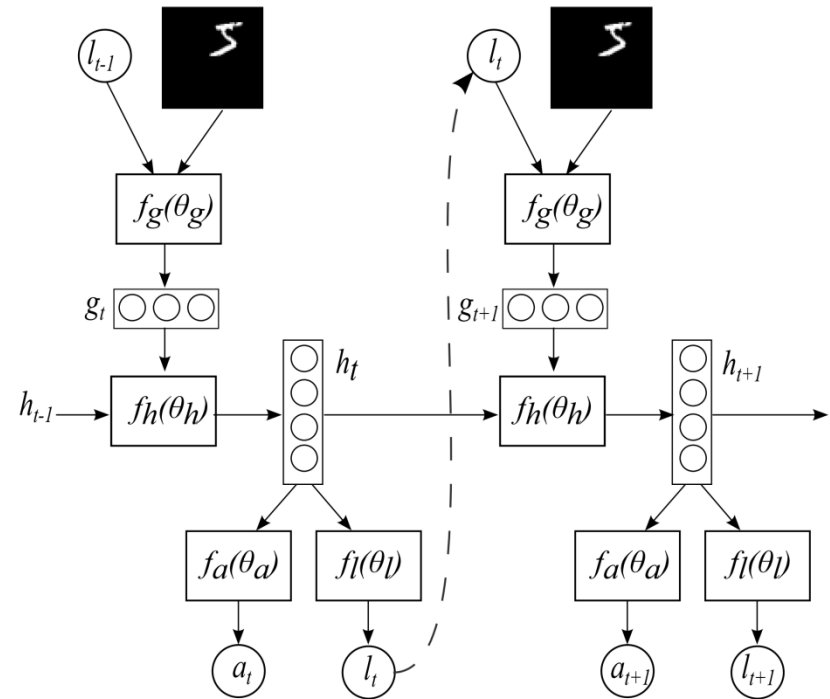 l_{t-1} l_t
f_g(θ_g) f_g(θ_g)
g_t g_{t+1}
h_t h_{t+1}
h_{t-1} f_h(θ_h) f_h(θ_h)
f_a(θ_a) f_l(θ_l) f_a(θ_a) f_l(θ_l)
a_t l_t a_{t+1} l_{t+1}